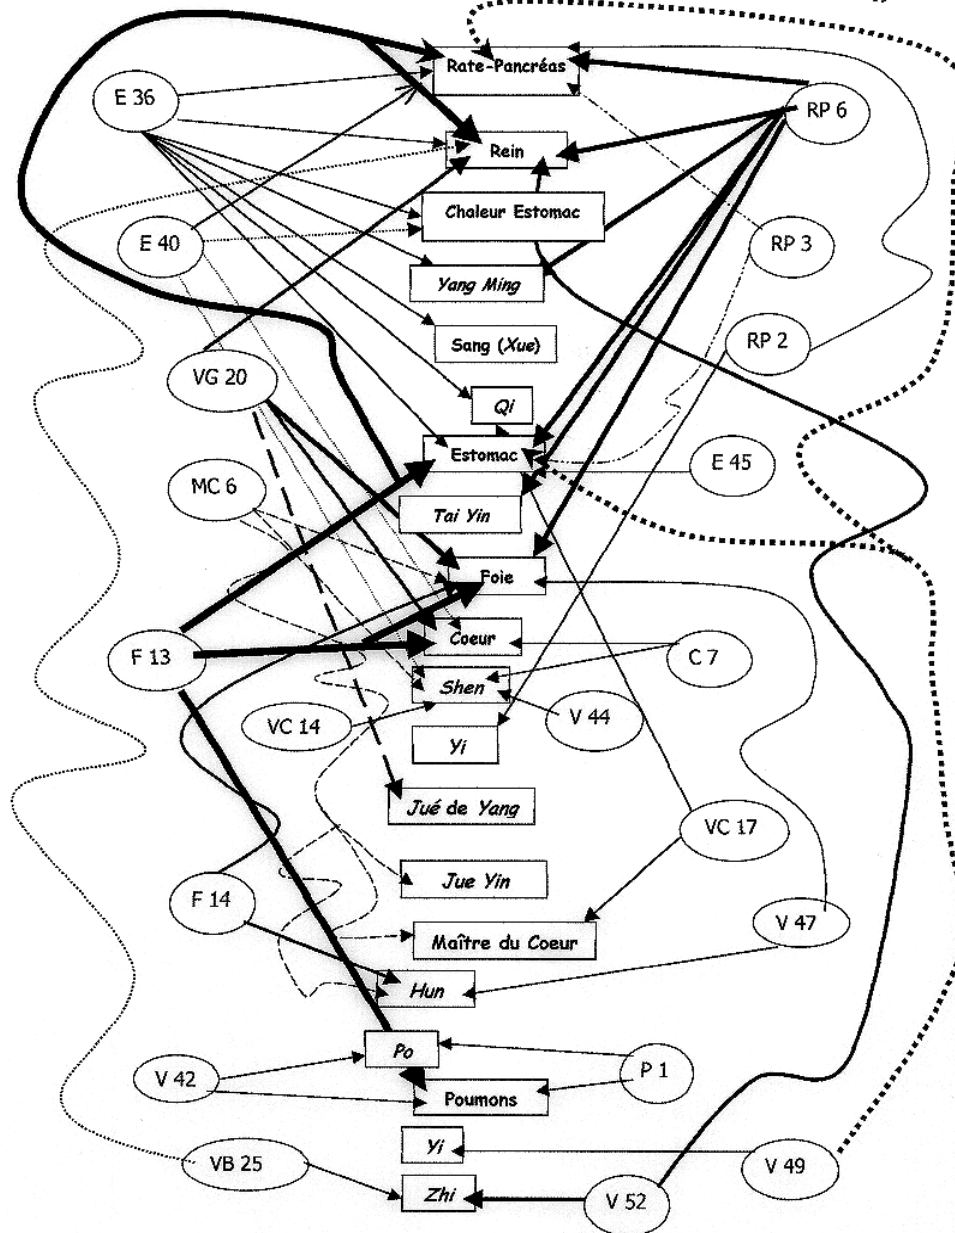 Rate-Pancréas
E 36
RP 6
Rein
Chaleur Estomac
E 40
RP 3
Yang Ming
Sang (Xue)
RP 2
VG 20
Qi
Estomac
E 45
MC 6
Tai Yin
Foie
Coeur
F 13
C 7
Shen
VC 14
V 44
Yi
Jué de Yang
VC 17
Jue Yin
F 14
V 47
Maître du Coeur
Hun
Po
V 42
P 1
Poumons
Yi
VB 25
V 49
Zhi
V 52